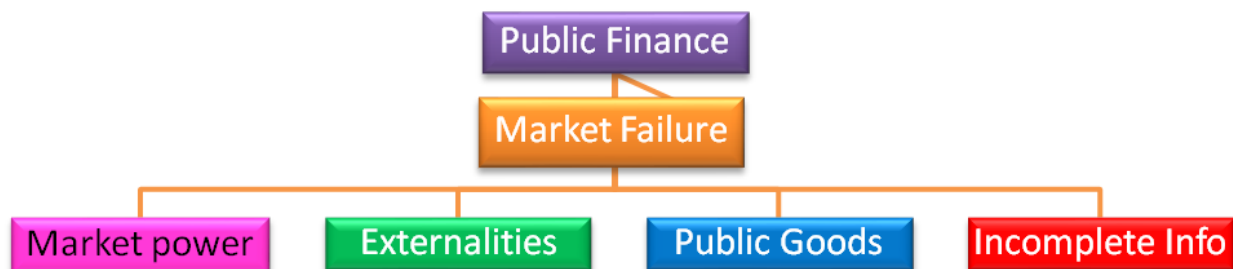 Public Finance
Market Failure
Market power
Externalities
Public Goods
Incomplete Info